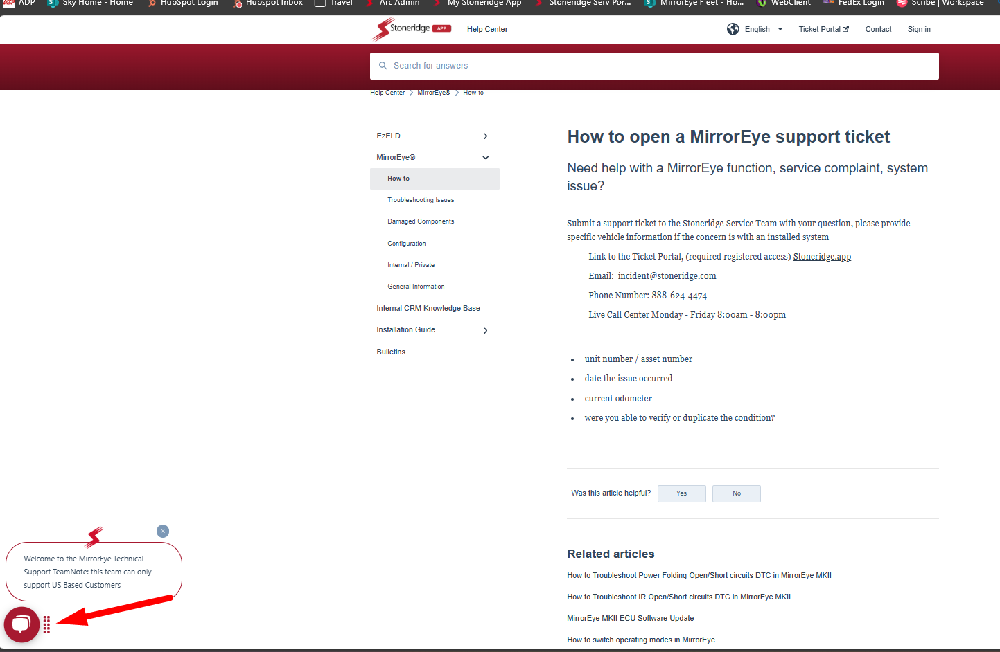 ADP
Sky Home - Home
HubSpot Login
Hubspot Inbox
Travel
Arc Admin
My Stoneridge App
Stoneridge Serv Por...
MirrorEye Fleet - Ho...
WebClient
FedEx Login
Scribe | Workspace
Stoneridge APP
Help Center
English
Ticket Portal
Contact
Sign in
Search for answers
Help Center > MirrorEye® > How-to
EzELD
MirrorEye®
How-to
Troubleshooting Issues
Damaged Components
Configuration
Internal / Private
General Information
Internal CRM Knowledge Base
Installation Guide
Bulletins
How to open a MirrorEye support ticket
Need help with a MirrorEye function, service complaint, system
issue?
Submit a support ticket to the Stoneridge Service Team with your question, please provide
specific vehicle information if the concern is with an installed system
Link to the Ticket Portal, (required registered access) Stoneridge.app
Email:  incident@stoneridge.com
Phone Number: 888-624-4474
Live Call Center Monday - Friday 8:00am - 8:00pm
• unit number / asset number
• date the issue occurred
• current odometer
• were you able to verify or duplicate the condition?
Was this article helpful?
Yes
No
Related articles
How to Troubleshoot Power Folding Open/Short circuits DTC in MirrorEye MKII
How to Troubleshoot IR Open/Short circuits DTC in MirrorEye MKII
MirrorEye MKII ECU Software Update
How to switch operating modes in MirrorEye
Welcome to the MirrorEye Technical
Support TeamNote: this team can only
support US Based Customers